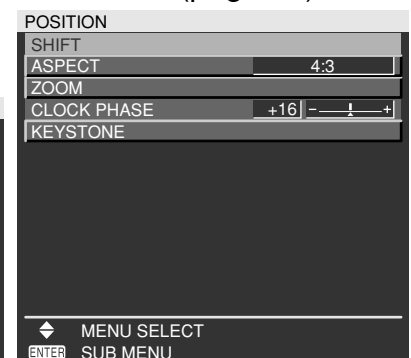 POSITION
SHIFT
ASPECT 4:3
ZOOM
CLOCK PHASE +16 - +
KEYSTONE
MENU SELECT
ENTER SUB MENU